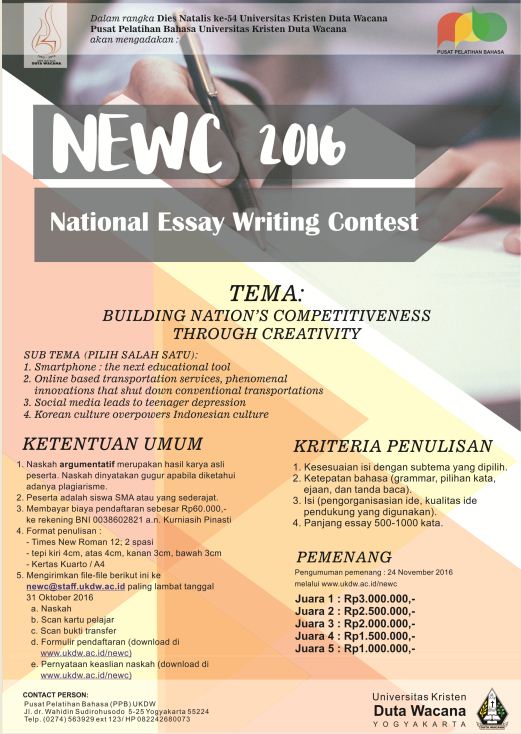 Dalam rangka Dies Natalis ke-54 Universitas Kristen Duta Wacana
Pusat Pelatihan Bahasa Universitas Kristen Duta Wacana
akan mengadakan :
DUTA WACANA
PUSAT PELATIHAN BAHASA
NEWC 2016
National Essay Writing Contest
TEMA:
BUILDING NATION'S COMPETITIVENESS
THROUGH CREATIVITY
SUB TEMA (PILIH SALAH SATU):
1. Smartphone : the next educational tool
2. Online based transportation services, phenomenal
innovations that shut down conventional transportations
3. Social media leads to teenager depression
4. Korean culture overpowers Indonesian culture
KETENTUAN UMUM
1. Naskah argumentatif merupakan hasil karya asli
peserta. Naskah dinyatakan gugur apabila diketahui
adanya plagiarisme.
2. Peserta adalah siswa SMA atau yang sederajat.
3. Membayar biaya pendaftaran sebesar Rp60.000,-
ke rekening BNI 0038602821 a.n. Kurniasih Pinasti
4. Format penulisan :
- Times New Roman 12, 2 spasi
- tepi kiri 4cm, atas 4cm, kanan 3cm, bawah 3cm
- Kertas Kuarto / A4
5. Mengirimkan file-file berikut ini ke
newc@staff.ukdw.ac.id paling lambat tanggal
31 Oktober 2016
a. Naskah
b. Scan kartu pelajar
c. Scan bukti transfer
d. Formulir pendaftaran (download di
www.ukdw.ac.id/newc)
e. Pernyataan keaslian naskah (download di
www.ukdw.ac.id/newc)
KRITERIA PENULISAN
1. Kesesuaian isi dengan subtema yang dipilih.
2. Ketepatan bahasa (grammar, pilihan kata,
ejaan, dan tanda baca).
3. Isi (pengorganisasian ide, kualitas ide
pendukung yang digunakan).
4. Panjang essay 500-1000 kata.
PEMENANG
Pengumuman pemenang : 24 November 2016
melalui www.ukdw.ac.id/newc
Juara 1 : Rp3.000.000,-
Juara 2 : Rp2.500.000,-
Juara 3 : Rp2.000.000,-
Juara 4 : Rp1.500.000,-
Juara 5 : Rp1.000.000,-
CONTACT PERSON:
Pusat Pelatihan Bahasa (PPB) UKDW
Jl. dr. Wahidin Sudirohusodo 5-25 Yogyakarta 55224
Telp. (0274) 563929 ext 123/ HP 082242680073
Universitas Kristen
Duta Wacana
YOGYAKARTA